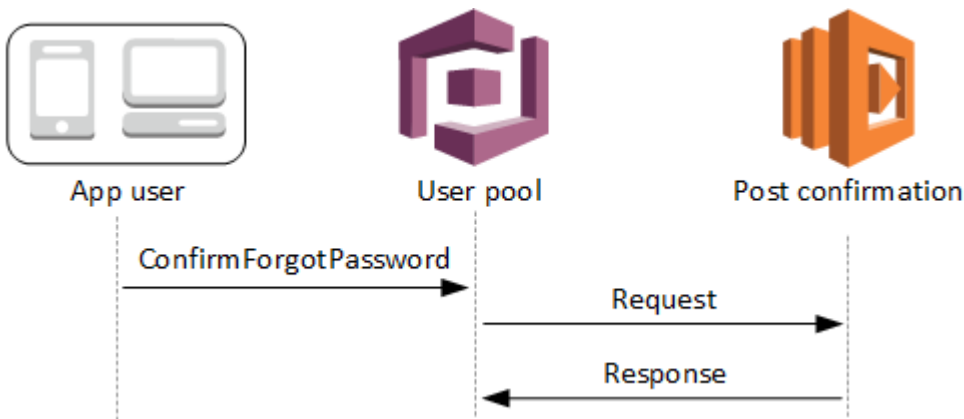 App user
User pool
Post confirmation
ConfirmForgotPassword
Request
Response